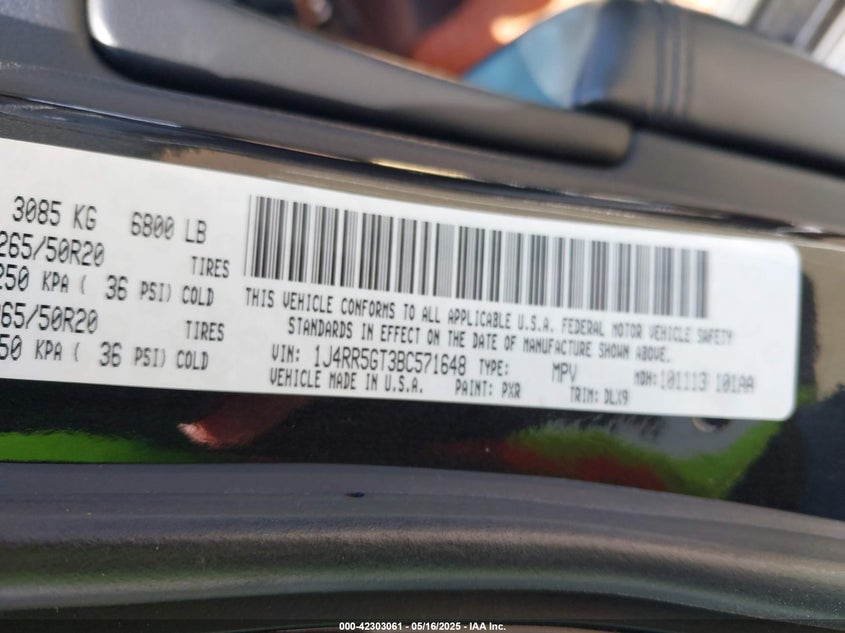 3085 KG 6800 LB
265/50R20 TIRES
250 KPA ( 36 PSI) COLD
265/50R20 TIRES
250 KPA ( 36 PSI) COLD
THIS VEHICLE CONFORMS TO ALL APPLICABLE U.S.A. FEDERAL MOTOR VEHICLE SAFETY
STANDARDS IN EFFECT ON THE DATE OF MANUFACTURE SHOWN ABOVE.
VIN: 1J4RR5GT3BC571648 TYPE: MPV MDH: 101113 101AA
VEHICLE MADE IN U.S.A. PAINT: PXR TRIM: DLX9
000-42303061 - 05/16/2025 - IAA Inc.